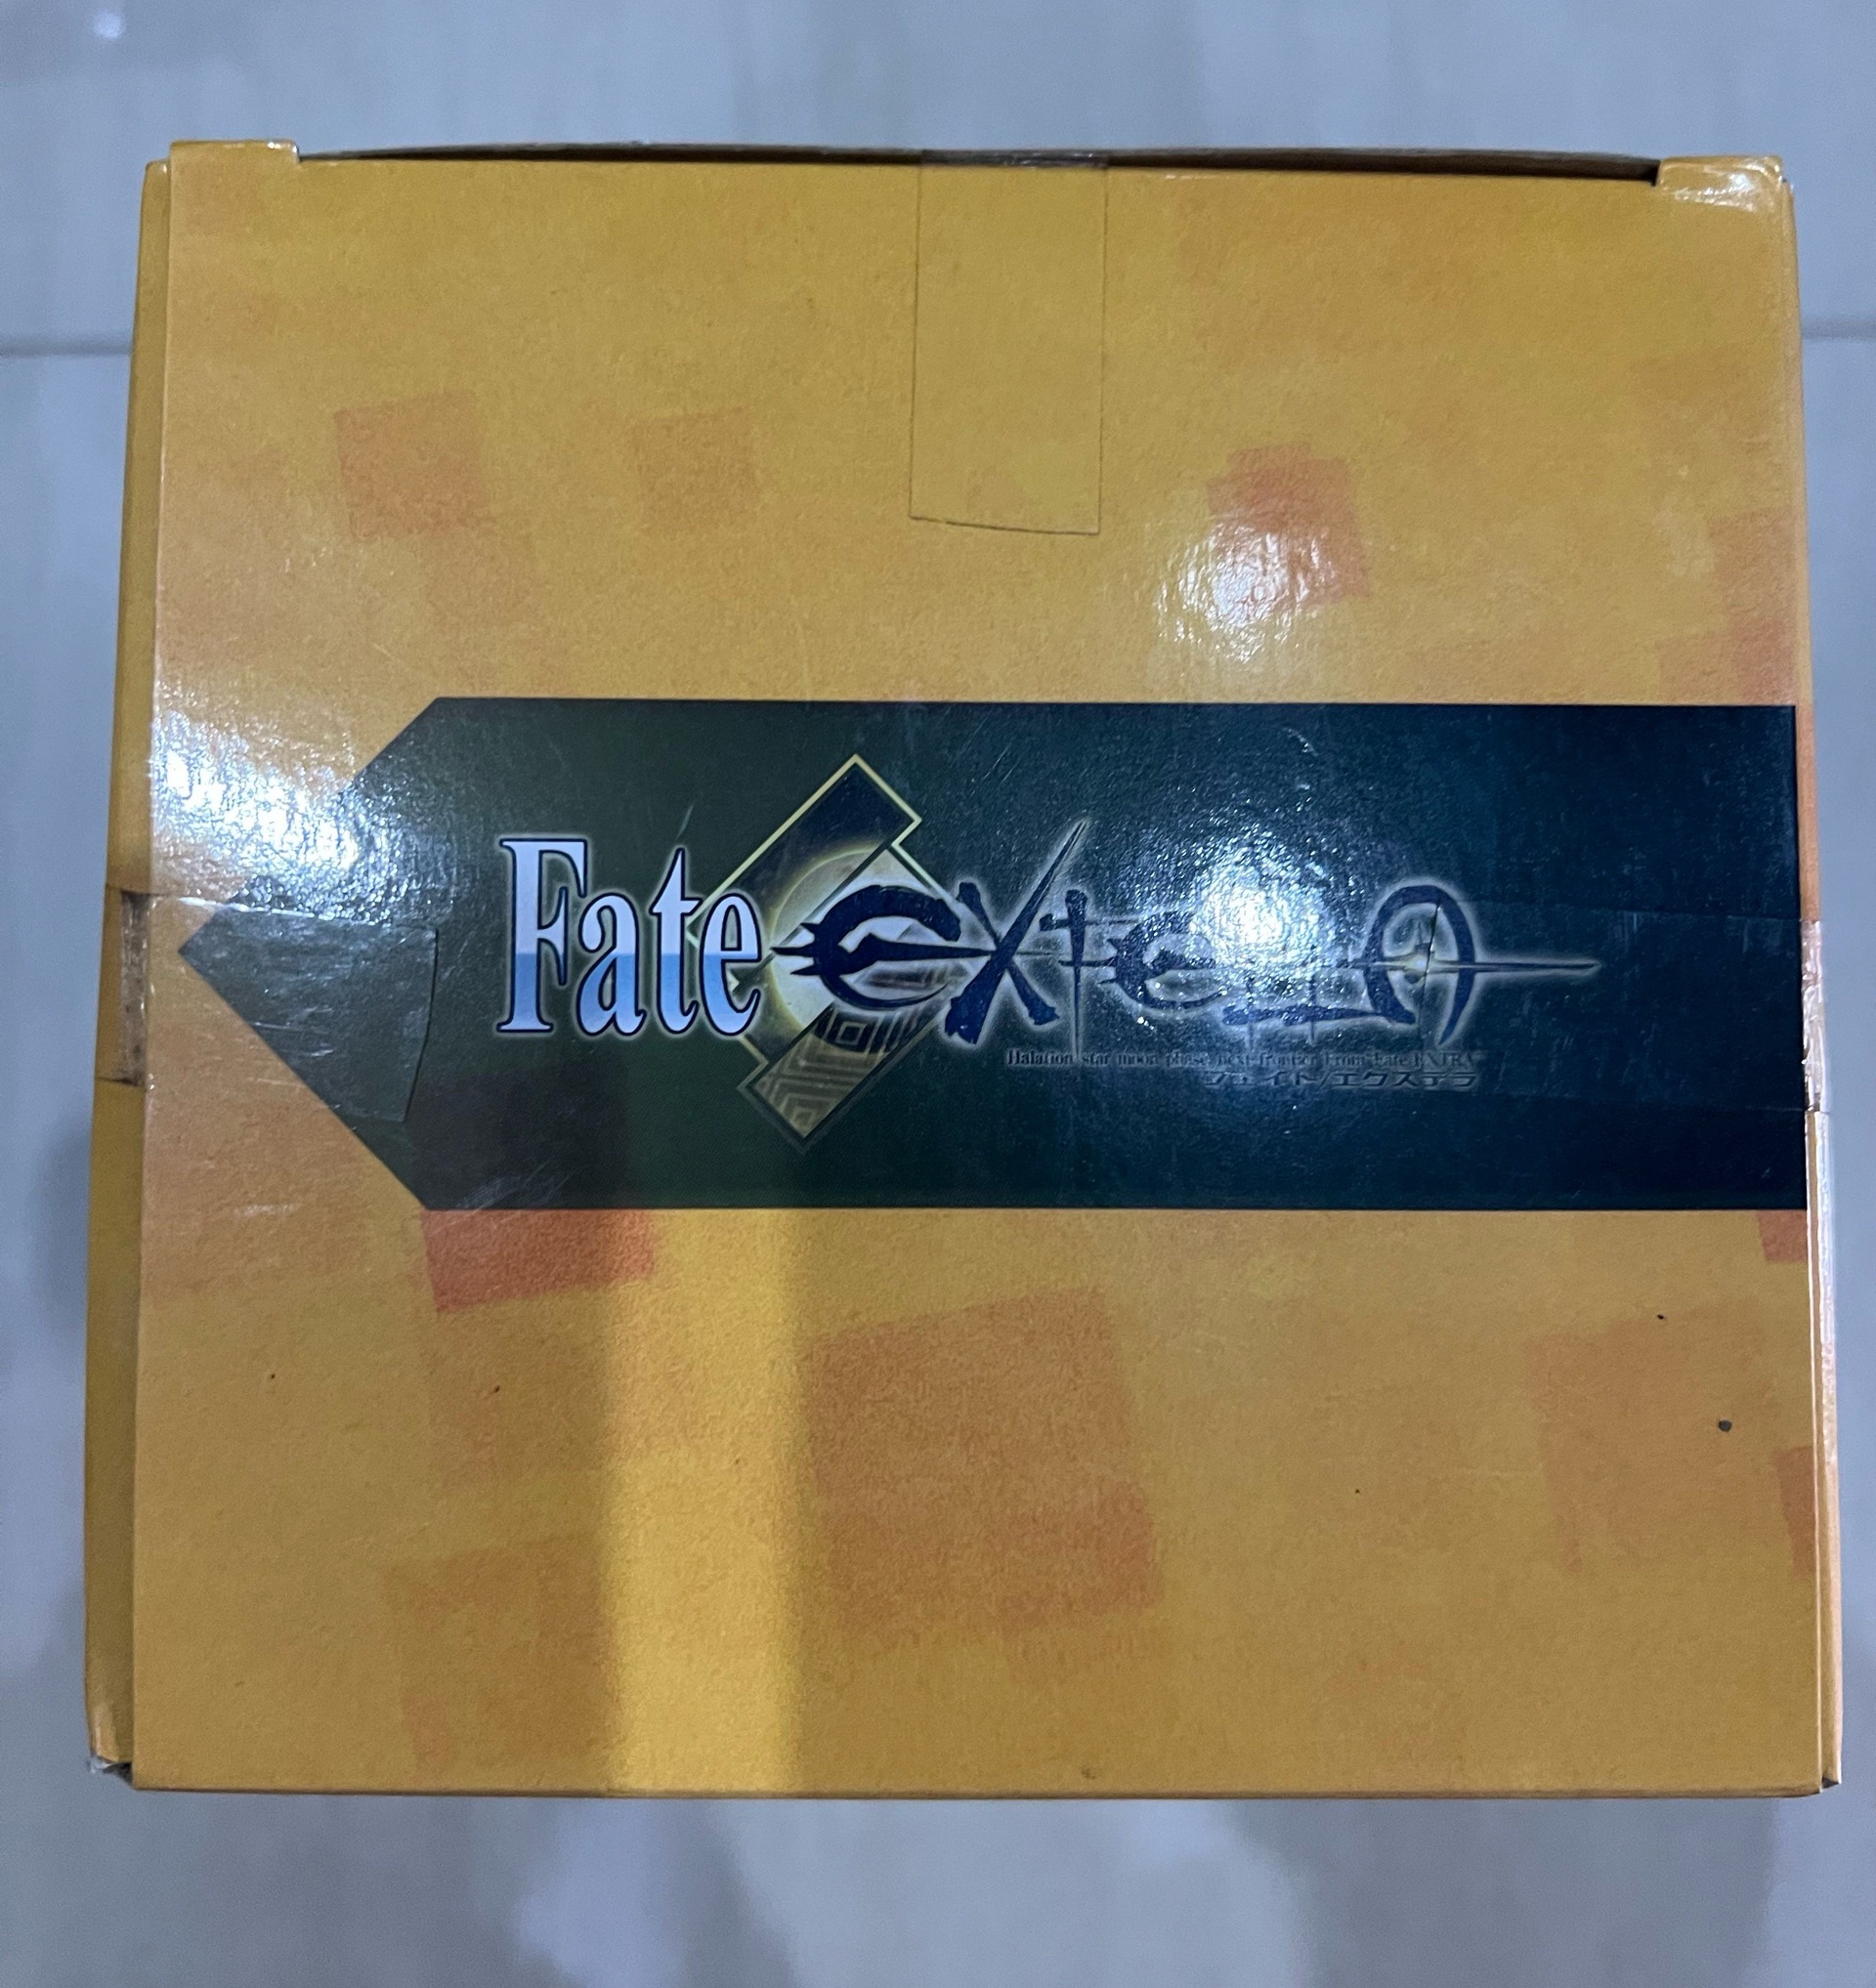 Fate EXTELLA
Halation star moon phase, next frontier From "Fate/EXTRA"
フェイト/エクステラ